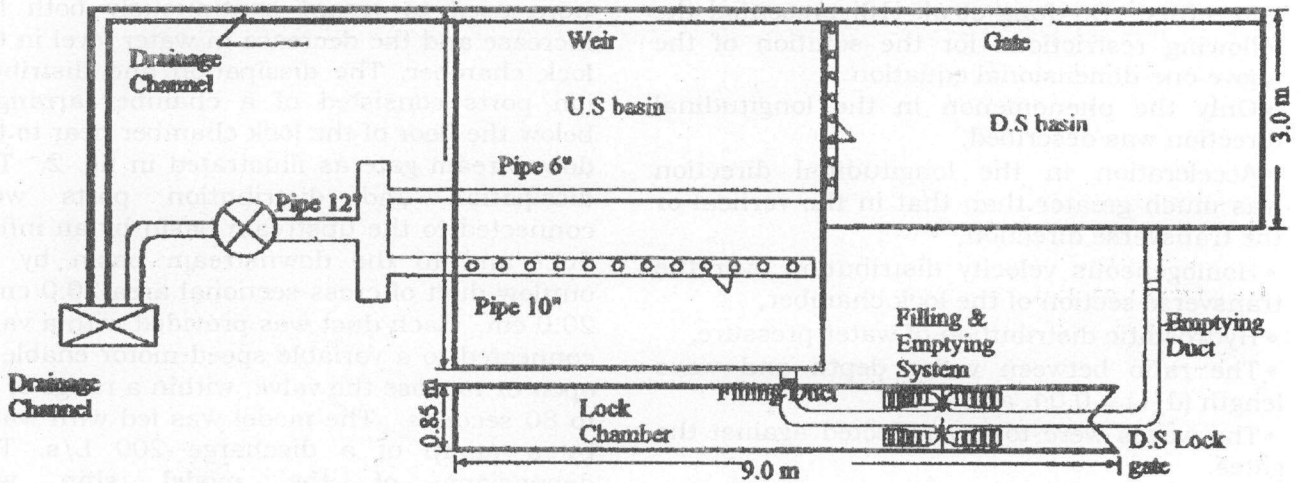 Weir
Gate
Drainage
Channel
U.S basin
D.S basin
3.0 m
Pipe 6"
Pipe 12"
Pipe 10"
Filling &
Emptying
System
Emptying
Duct
Drainage
Channel
0.85 m
Lock
Chamber
Filling Duct
D.S Lock
gate
9.0 m